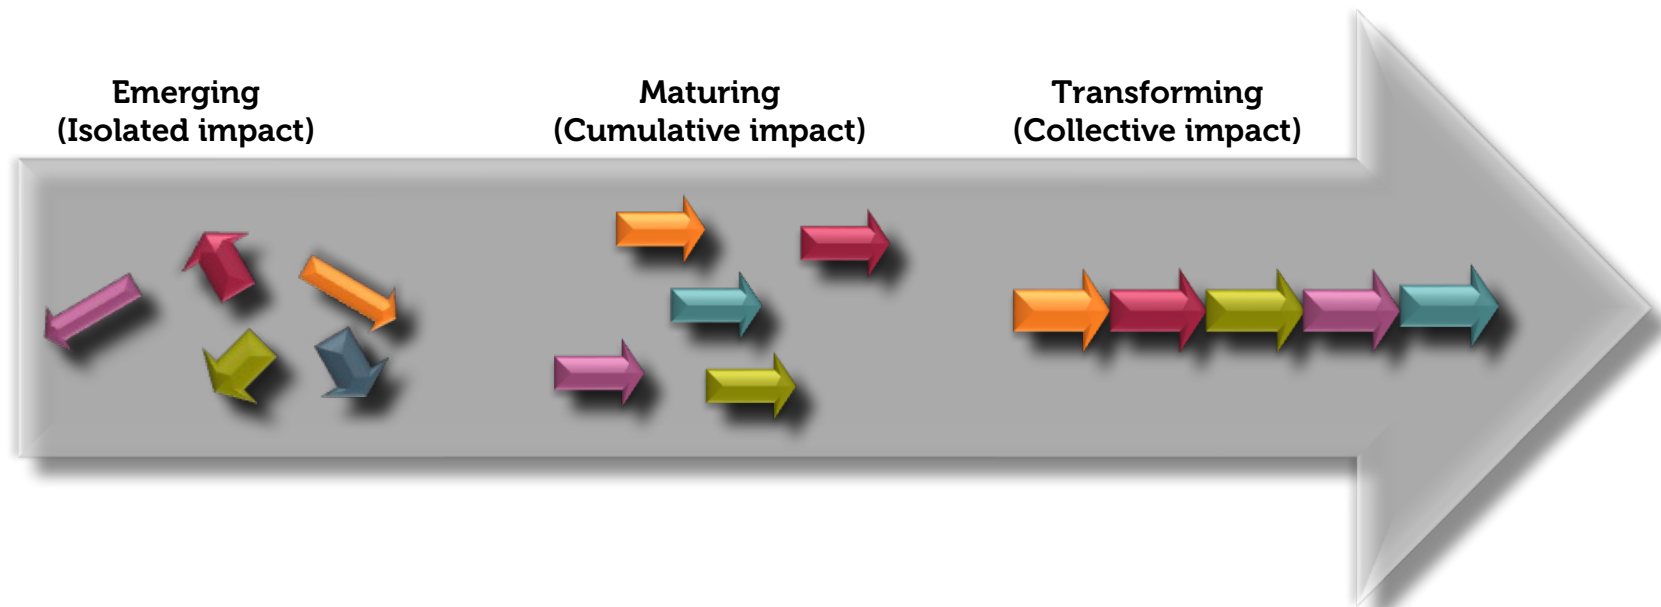 Emerging
(Isolated impact)
Maturing
(Cumulative impact)
Transforming
(Collective impact)